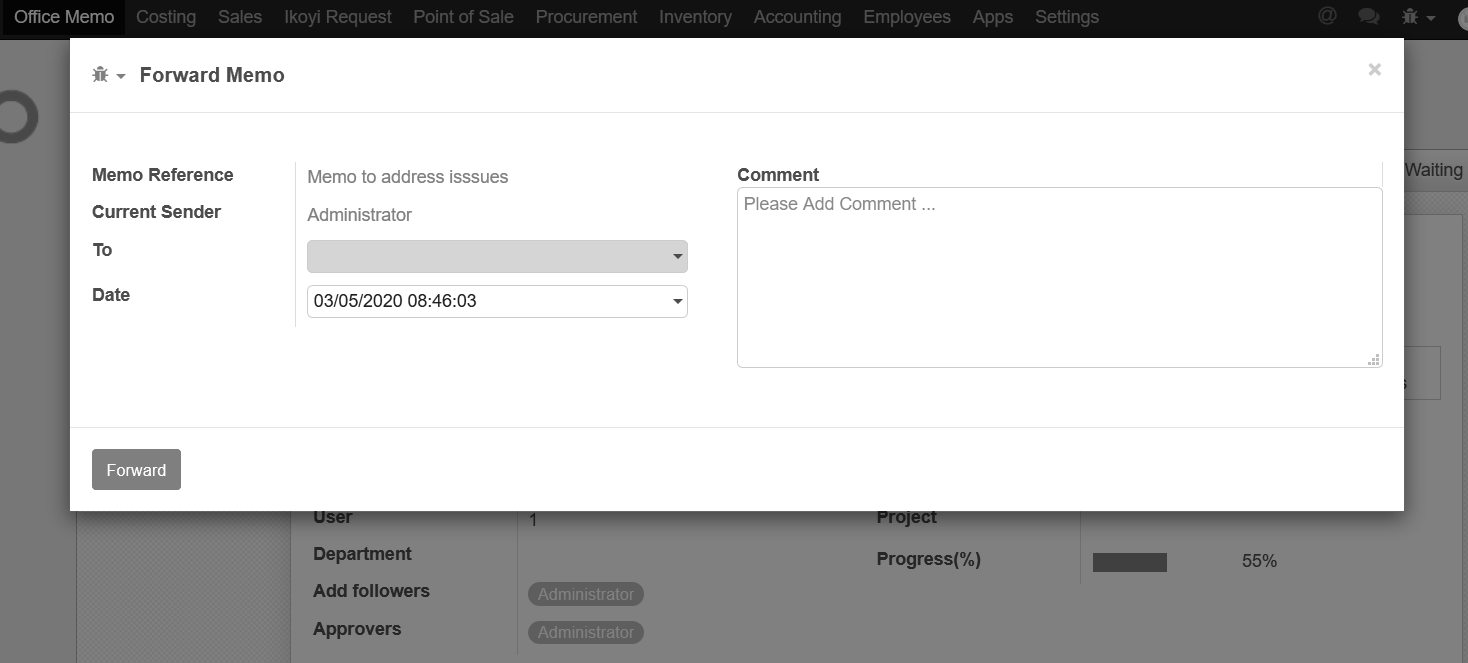 Office Memo Costing Sales Ikoyi Request Point of Sale Procurement Inventory Accounting Employees Apps Settings @
Forward Memo ×
Waiting
Memo Reference Memo to address isssues
Current Sender Administrator
To
Date 03/05/2020 08:46:03
Comment
Please Add Comment ...
Forward
User 1
Department
Add followers Administrator
Approvers Administrator
Project
Progress(%) 55%